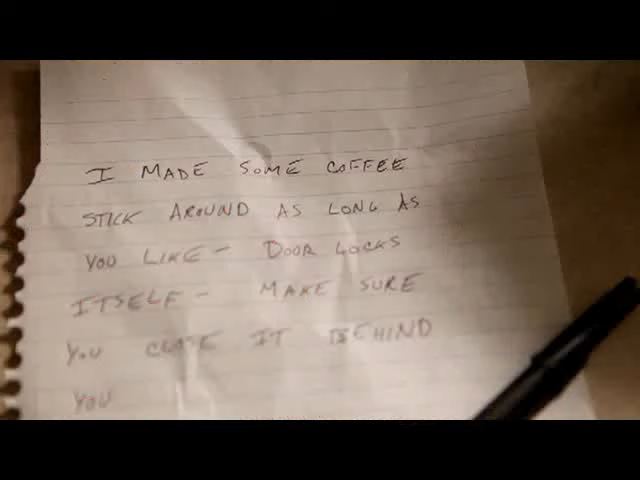 I MADE SOME COFFEE
STICK AROUND AS LONG AS
YOU LIKE - DOOR LOCKS
ITSELF - MAKE SURE
YOU CLOSE IT BEHIND
YOU